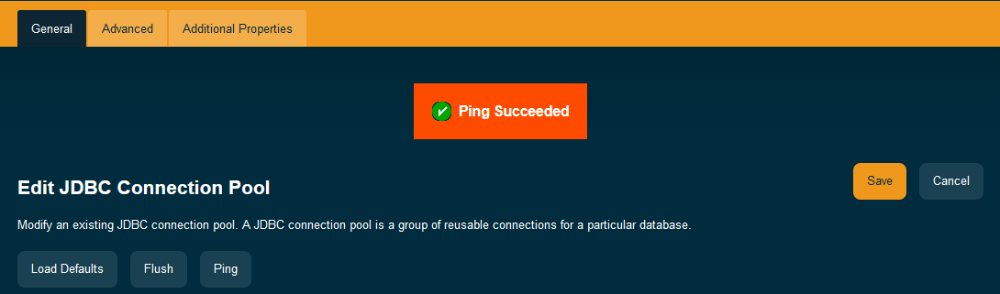 General Advanced Additional Properties
Ping Succeeded
Edit JDBC Connection Pool
Save Cancel
Modify an existing JDBC connection pool. A JDBC connection pool is a group of reusable connections for a particular database.
Load Defaults Flush Ping